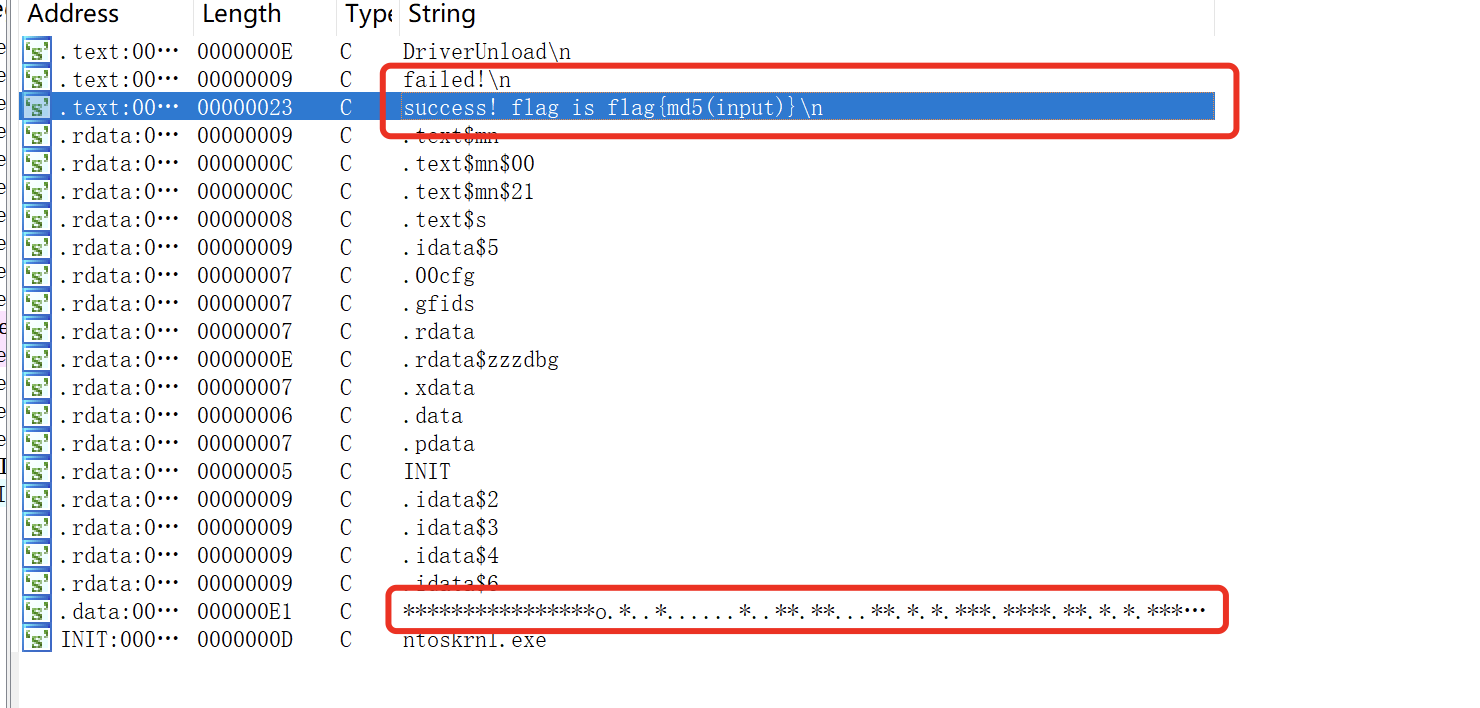 Address Length Type String
.text:00… 0000000E C DriverUnload\n
.text:00… 00000009 C failed!\n
.text:00… 00000023 C success! flag is flag{md5(input)}\n
.rdata:0… 00000009 C .text$mn
.rdata:0… 0000000C C .text$mn$00
.rdata:0… 0000000C C .text$mn$21
.rdata:0… 00000008 C .text$s
.rdata:0… 00000009 C .idata$5
.rdata:0… 00000007 C .00cfg
.rdata:0… 00000007 C .gfids
.rdata:0… 00000007 C .rdata
.rdata:0… 0000000E C .rdata$zzzdbg
.rdata:0… 00000007 C .xdata
.rdata:0… 00000006 C .data
.rdata:0… 00000007 C .pdata
.rdata:0… 00000005 C INIT
.rdata:0… 00000009 C .idata$2
.rdata:0… 00000009 C .idata$3
.rdata:0… 00000009 C .idata$4
.rdata:0… 00000009 C .idata$6
.data:00… 000000E1 C ****************o.*..*......*..**.**...**.*.*.***.****.**.*.*.***…
INIT:000… 0000000D C ntoskrnl.exe